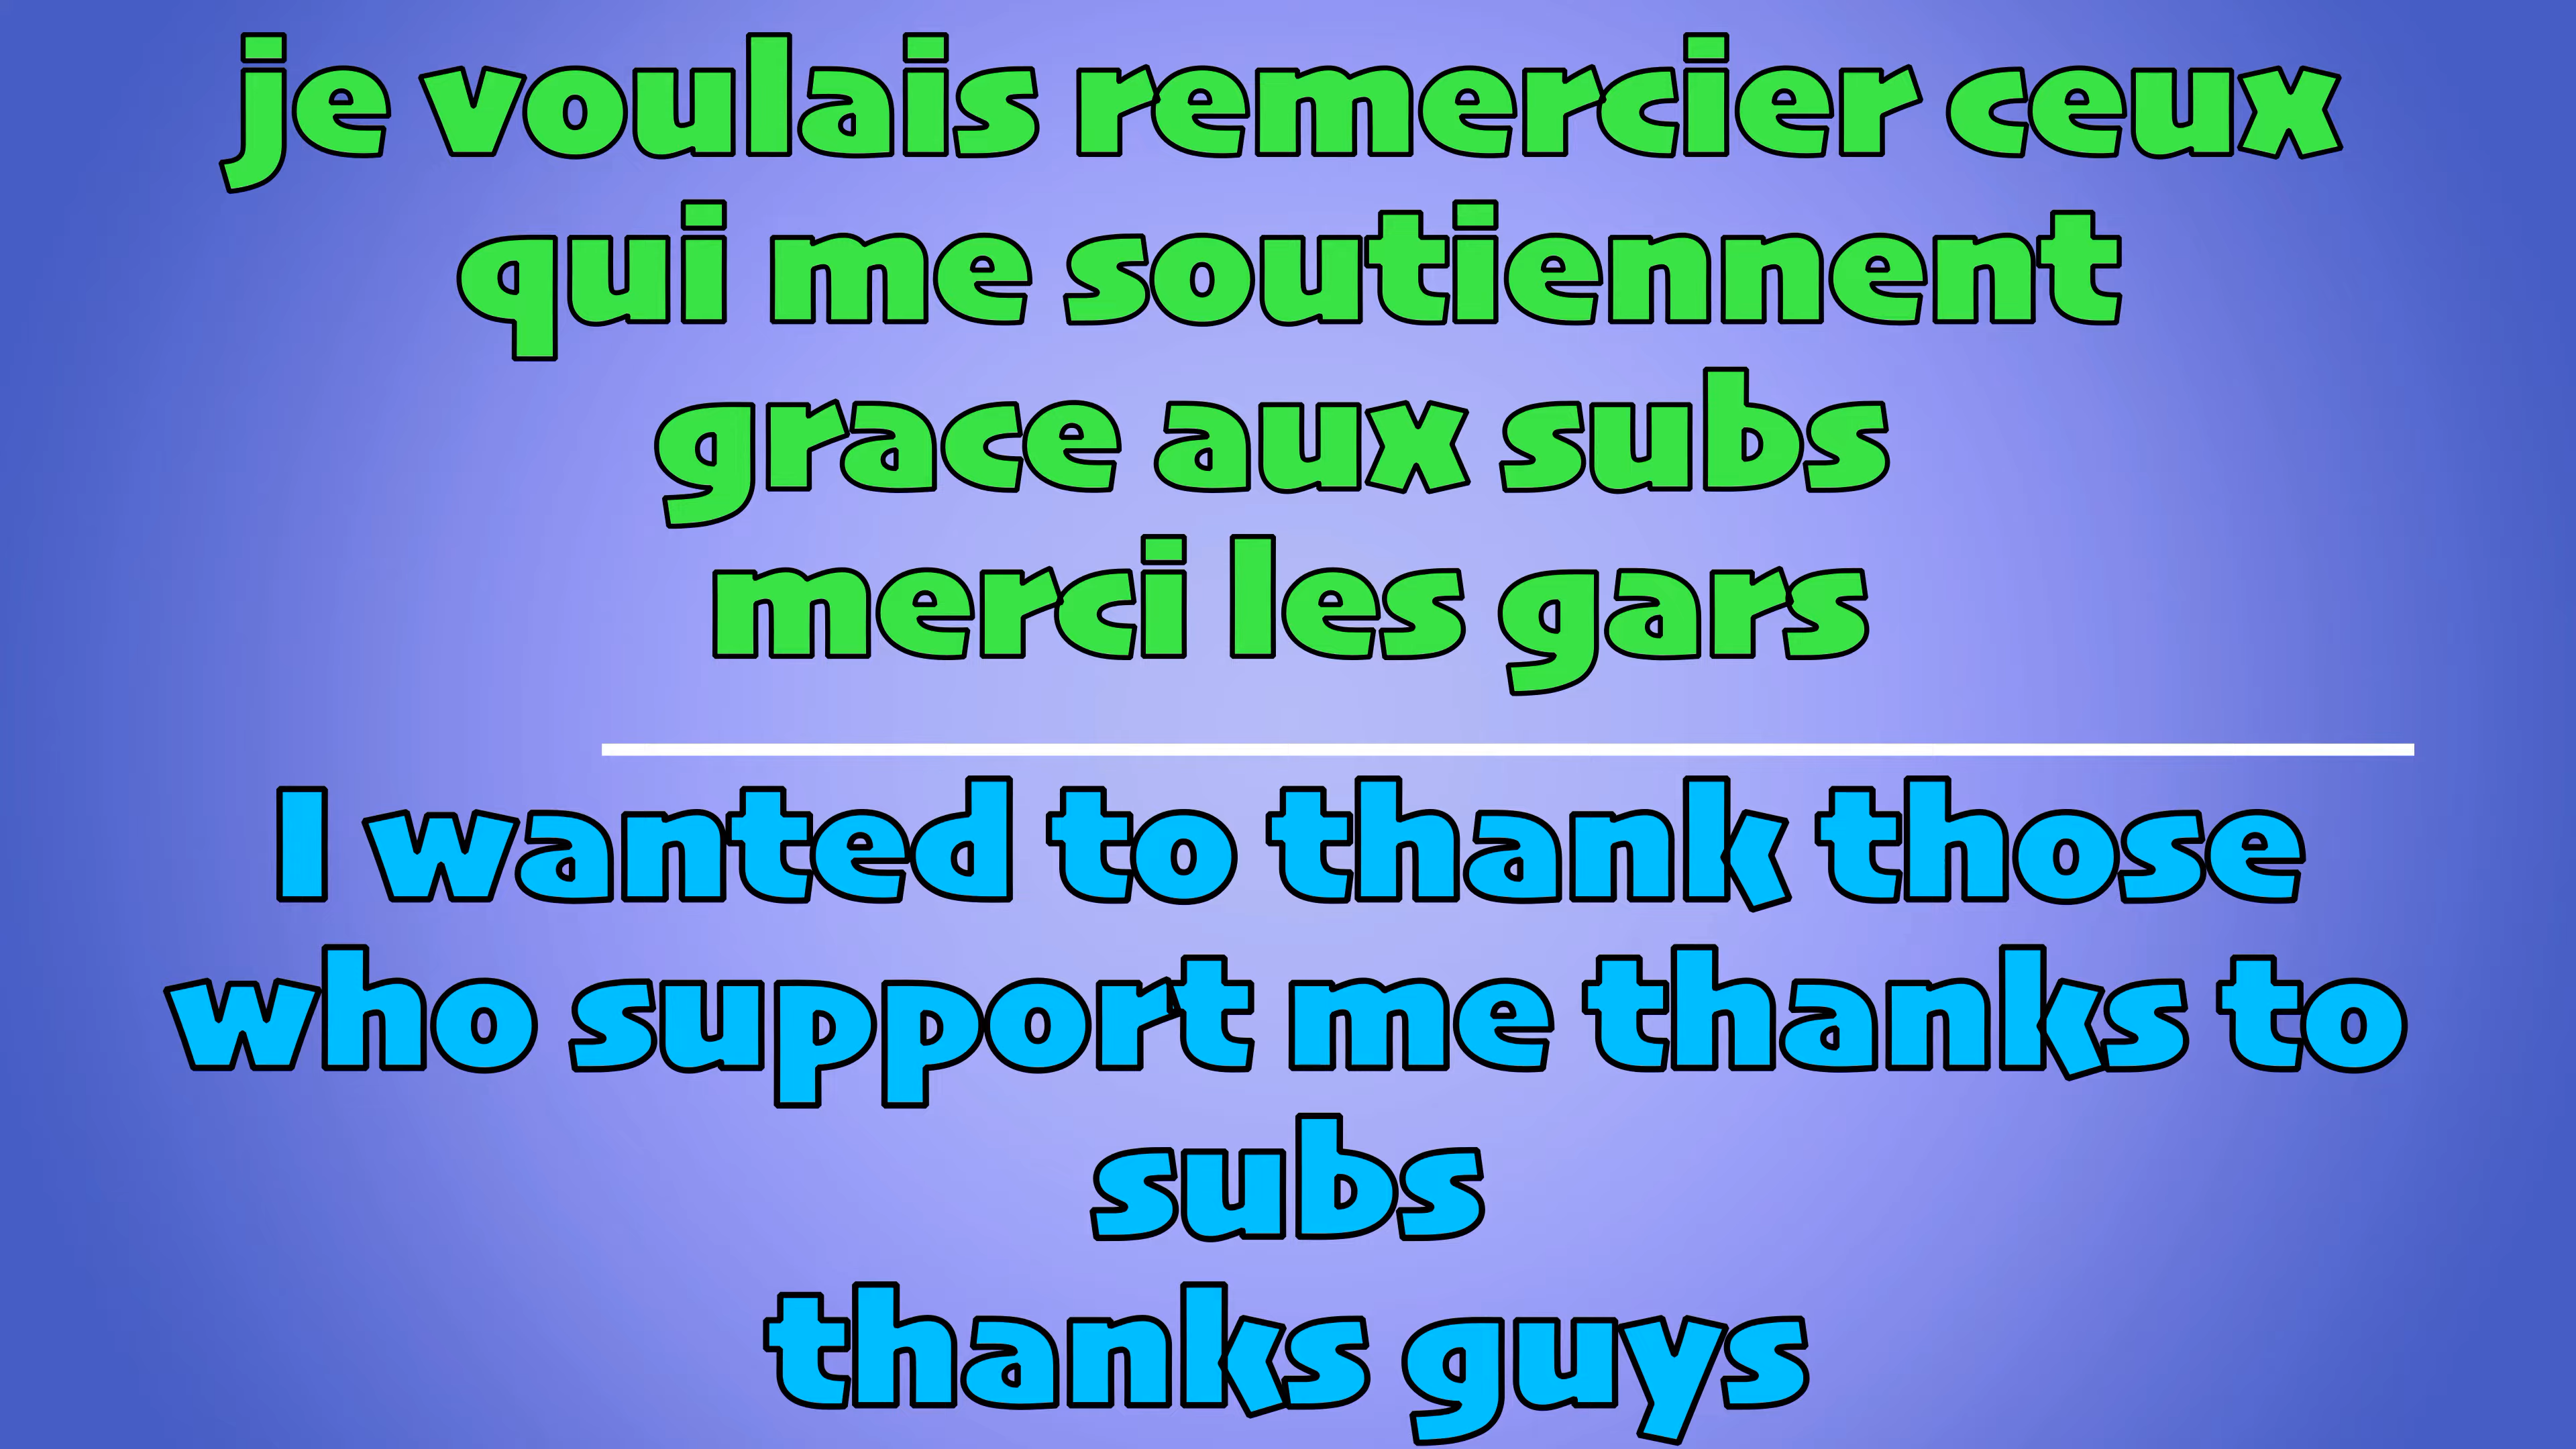 je voulais remercier ceux
qui me soutiennent
grace aux subs
merci les gars
I wanted to thank those
who support me thanks to
subs
thanks guys